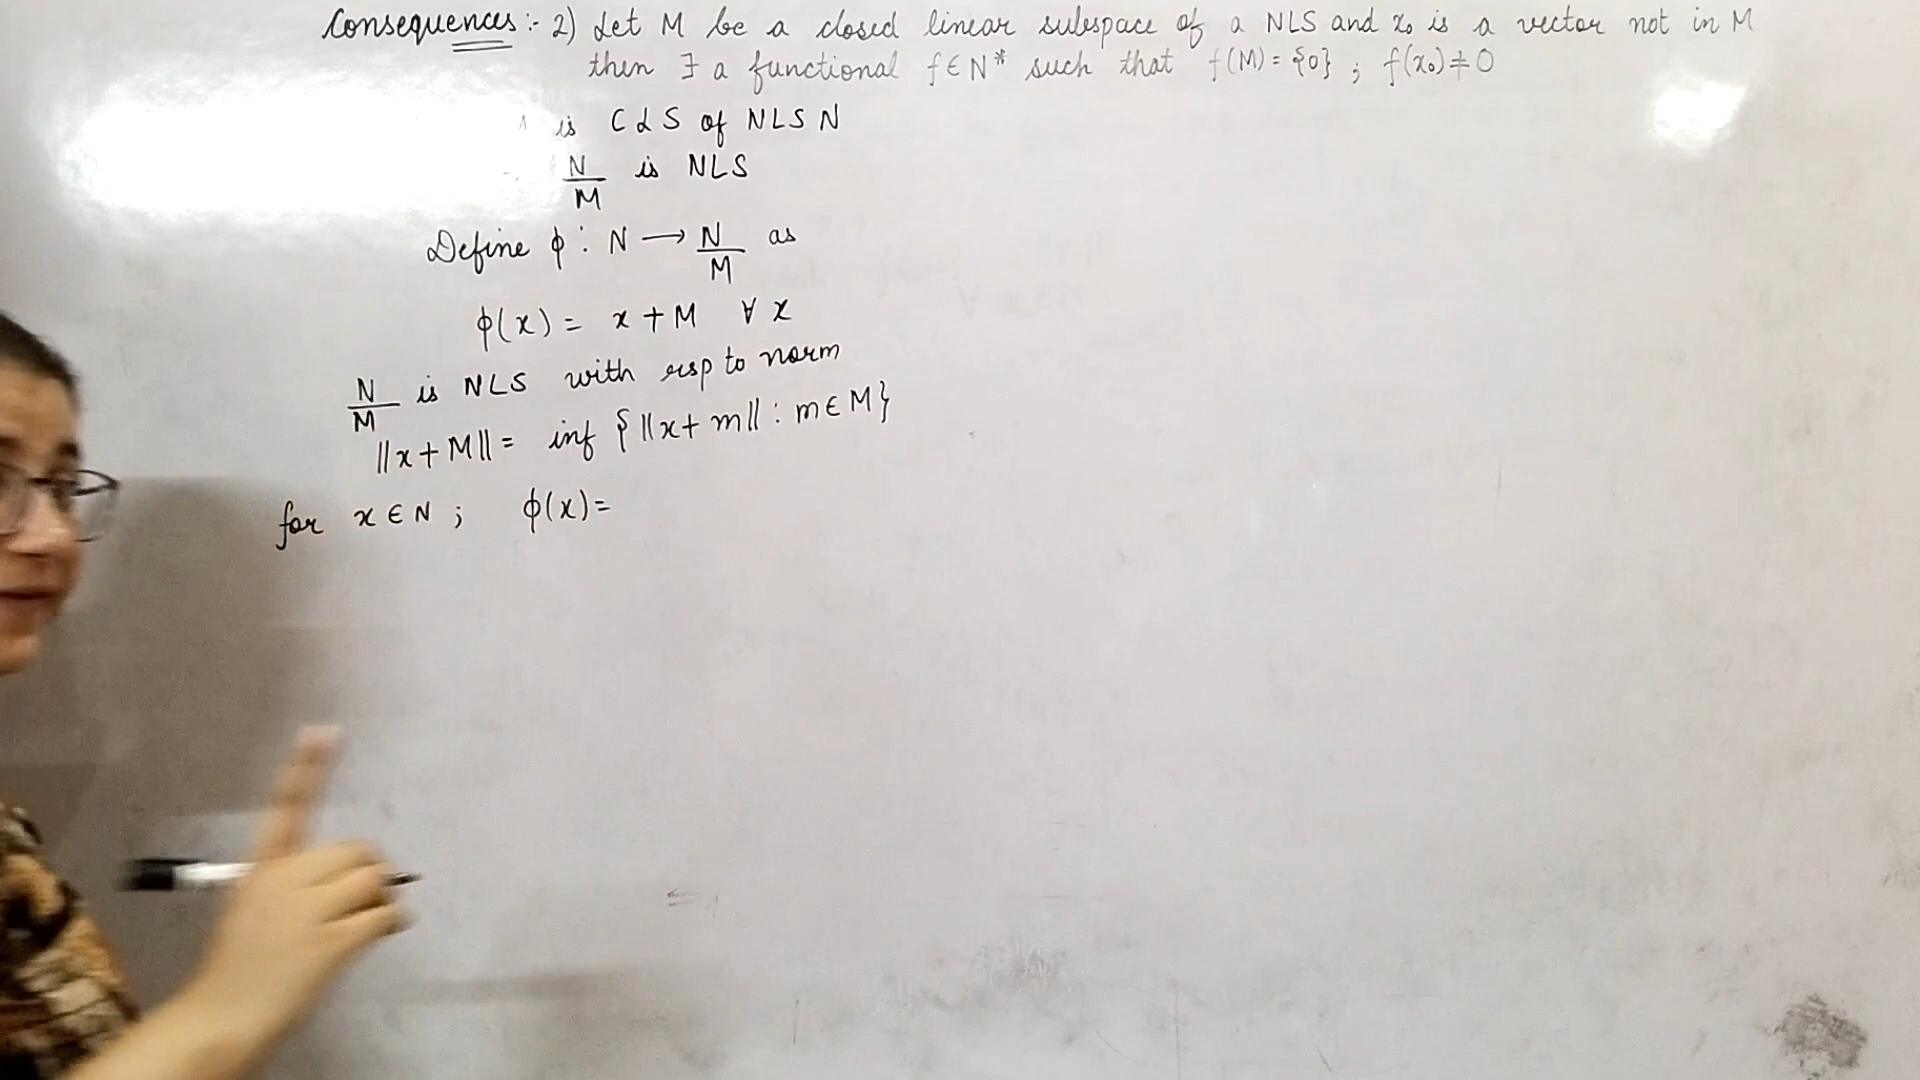 Consequences :- 2) Let M be a closed linear subspace of a NLS and x₀ is a vector not in M
then ∃ a functional f ∈ N* such that f(M) = {0} ; f(x₀) ≠ 0
is CLS of NLS N
N/M is NLS
Define ϕ : N → N/M as
ϕ(x) = x + M ∀ x
N/M is NLS with resp to norm
||x + M|| = inf {||x + m|| : m ∈ M}
for x ∈ N ; ϕ(x) =